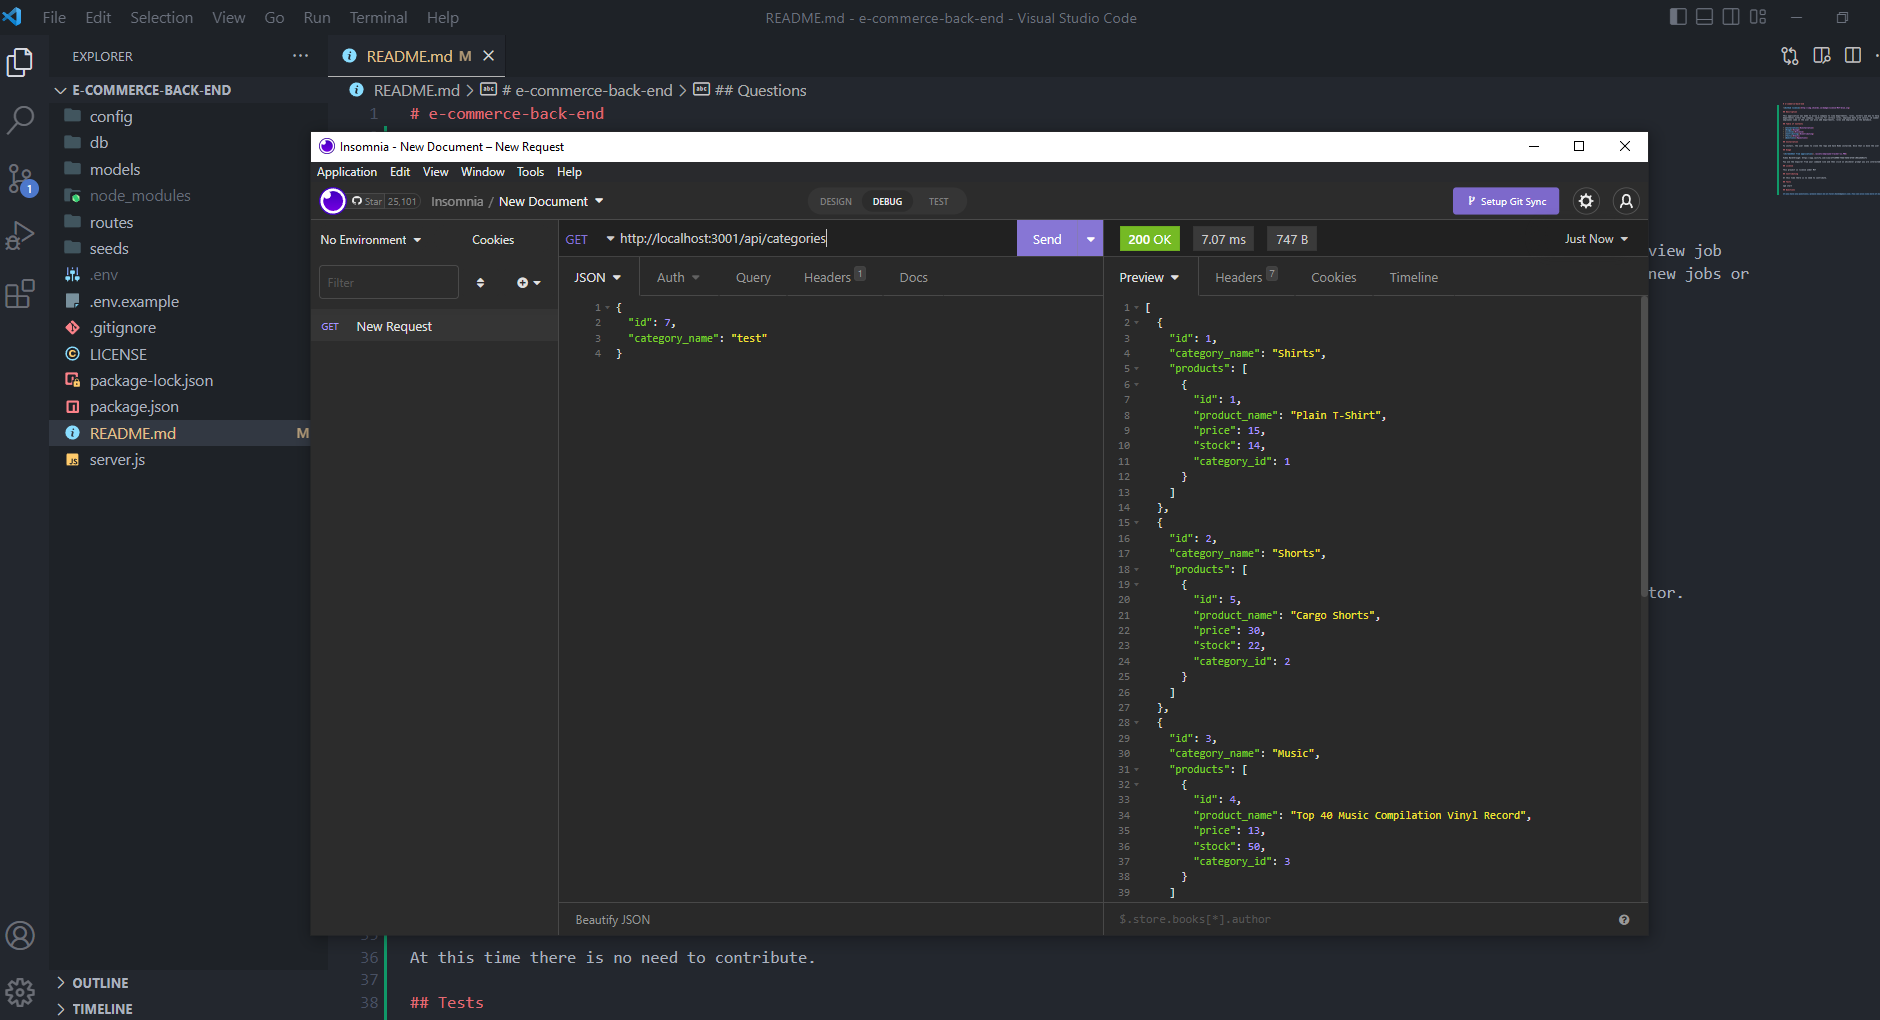 File Edit Selection View Go Run Terminal Help
README.md - e-commerce-back-end - Visual Studio Code
EXPLORER
README.md M
E-COMMERCE-BACK-END
README.md > # e-commerce-back-end > ## Questions
config
db
models
node_modules
routes
seeds
.env
.env.example
.gitignore
LICENSE
package-lock.json
package.json
README.md M
server.js
OUTLINE
TIMELINE
1
1 # e-commerce-back-end
view job
new jobs or
tor.
35
36 At this time there is no need to contribute.
37
38 ## Tests
Insomnia - New Document – New Request
Application Edit View Window Tools Help
Star 25,101 Insomnia / New Document
DESIGN DEBUG TEST
Setup Git Sync
No Environment Cookies
Filter
GET New Request
GET http://localhost:3001/api/categories Send
JSON Auth Query Headers 1 Docs
1 {
2 "id": 7,
3 "category_name": "test"
4 }
Beautify JSON
200 OK 7.07 ms 747 B Just Now
Preview Headers 7 Cookies Timeline
1 [
2 {
3 "id": 1,
4 "category_name": "Shirts",
5 "products": [
6 {
7 "id": 1,
8 "product_name": "Plain T-Shirt",
9 "price": 15,
10 "stock": 14,
11 "category_id": 1
12 }
13 ]
14 },
15 {
16 "id": 2,
17 "category_name": "Shorts",
18 "products": [
19 {
20 "id": 5,
21 "product_name": "Cargo Shorts",
22 "price": 30,
23 "stock": 22,
24 "category_id": 2
25 }
26 ]
27 },
28 {
29 "id": 3,
30 "category_name": "Music",
31 "products": [
32 {
33 "id": 4,
34 "product_name": "Top 40 Music Compilation Vinyl Record",
35 "price": 13,
36 "stock": 50,
37 "category_id": 3
38 }
39 ]
$.store.books[*].author